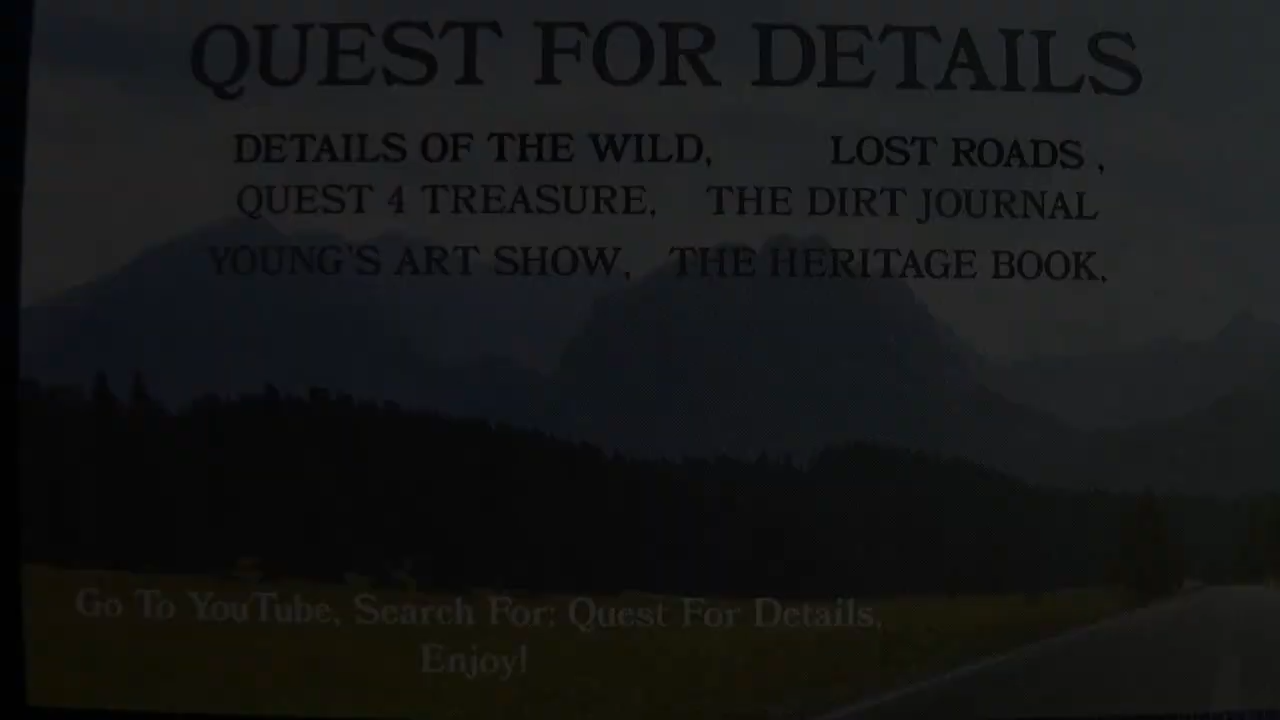 QUEST FOR DETAILS
DETAILS OF THE WILD, LOST ROADS ,
QUEST 4 TREASURE, THE DIRT JOURNAL
YOUNG'S ART SHOW, THE HERITAGE BOOK,
Go To YouTube, Search For: Quest For Details,
Enjoy!